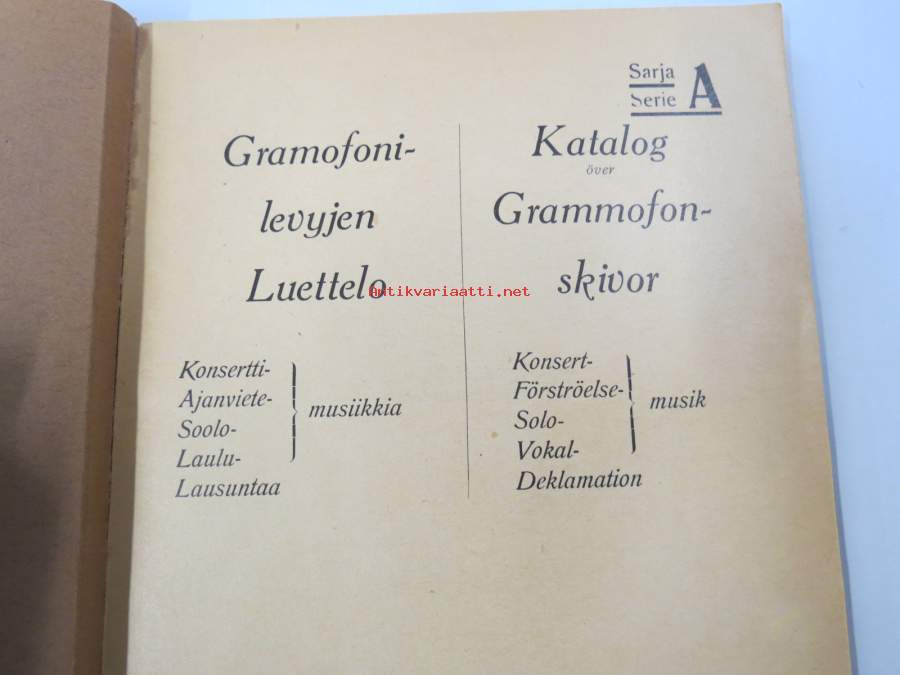 Sarja
Serie A
Gramofoni-
levyjen
Luettelo
Konsertti-
Ajanviete-
Soolo-
Laulu-
musiikkia
Lausuntaa
Katalog
över
Grammofon-
skivor
Konsert-
Förströelse-
Solo-
Vokal-
musik
Deklamation
antikvariaatti.net